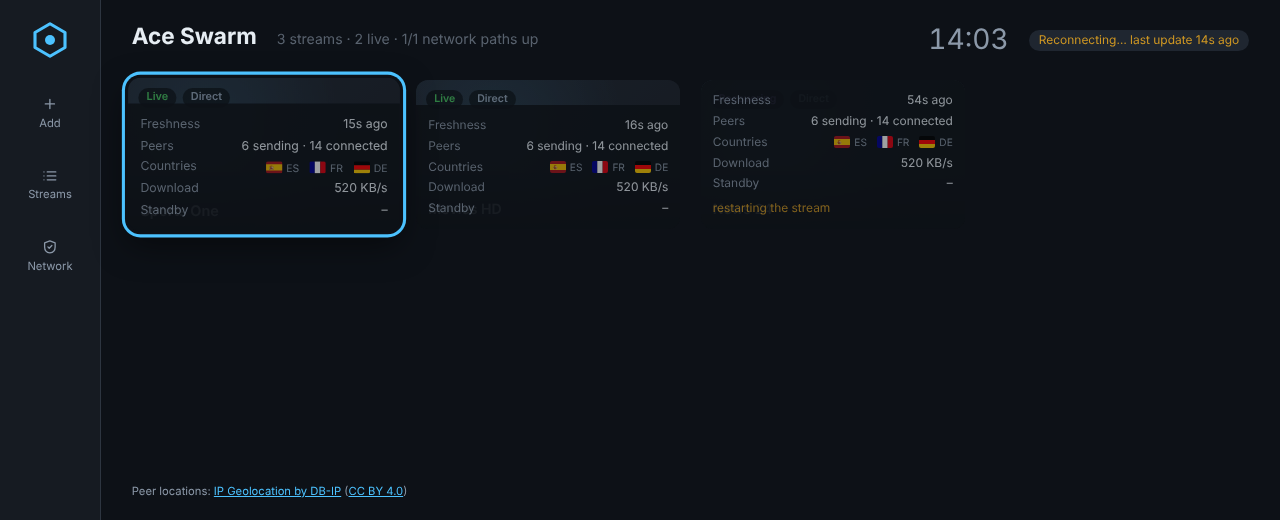 Ace Swarm
3 streams · 2 live · 1/1 network paths up
14:03
Reconnecting... last update 14s ago
Add
Streams
Network
Live
Direct
Freshness 15s ago
Peers 6 sending · 14 connected
Countries ES FR DE
Download 520 KB/s
Standby –
One
Live
Direct
Freshness 16s ago
Peers 6 sending · 14 connected
Countries ES FR DE
Download 520 KB/s
Standby –
HD
Direct
Freshness 54s ago
Peers 6 sending · 14 connected
Countries ES FR DE
Download 520 KB/s
Standby –
restarting the stream
Peer locations: IP Geolocation by DB-IP (CC BY 4.0)